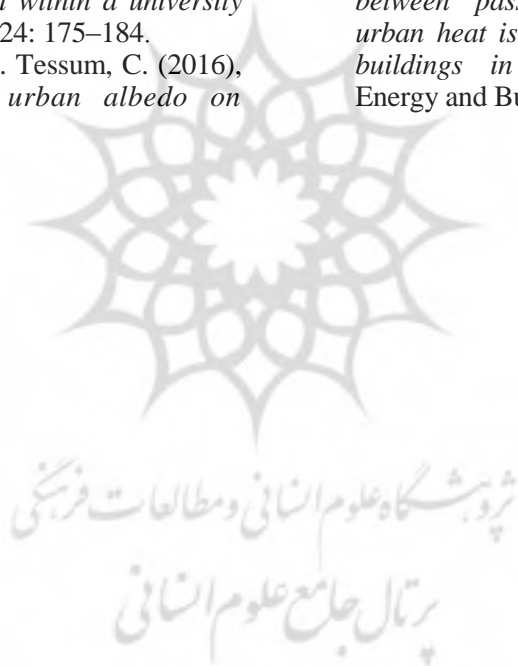 within a university
24: 175–184.
. Tessum, C. (2016),
urban albedo on
between pass
urban heat is
buildings in
Energy and Bu
پژوهشگاه علوم انسانی و مطالعات فرهنگی
پرتال جامع علوم انسانی